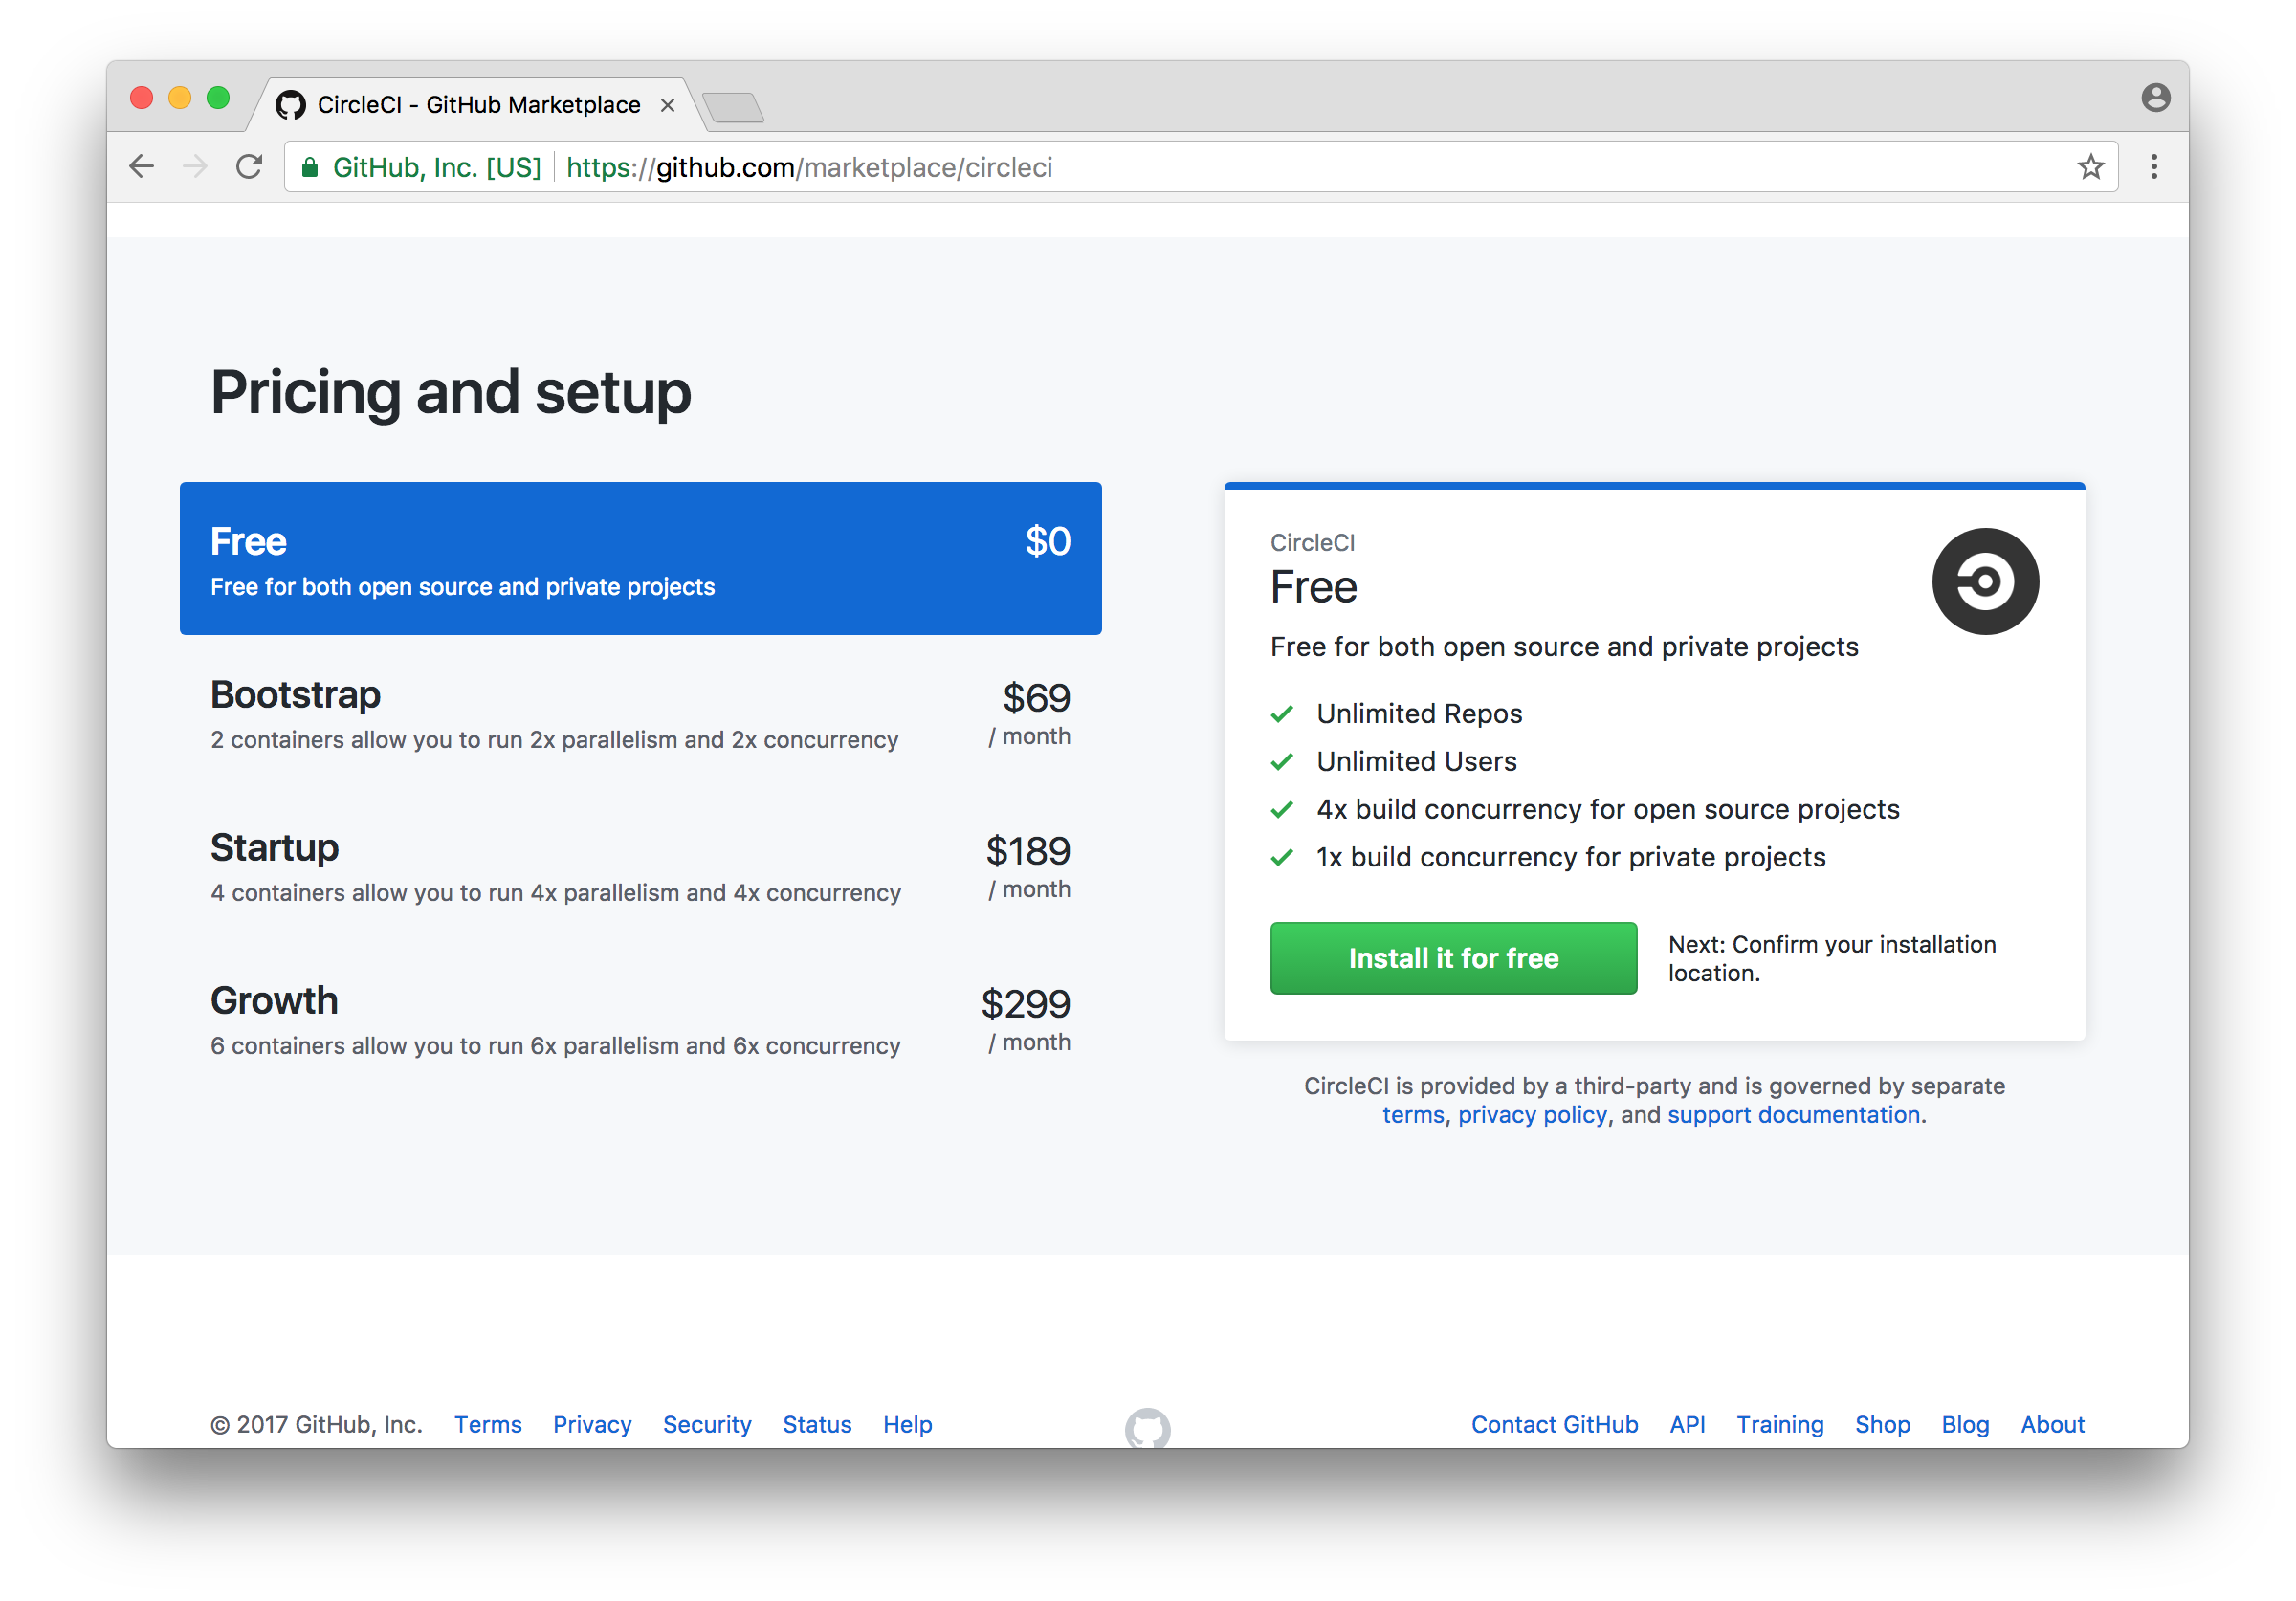 CircleCI - GitHub Marketplace
GitHub, Inc. [US] https://github.com/marketplace/circleci
Pricing and setup
Free $0
Free for both open source and private projects
Bootstrap $69
2 containers allow you to run 2x parallelism and 2x concurrency / month
Startup $189
4 containers allow you to run 4x parallelism and 4x concurrency / month
Growth $299
6 containers allow you to run 6x parallelism and 6x concurrency / month
CircleCI
Free
Free for both open source and private projects
Unlimited Repos
Unlimited Users
4x build concurrency for open source projects
1x build concurrency for private projects
Install it for free
Next: Confirm your installation
location.
CircleCI is provided by a third-party and is governed by separate
terms, privacy policy, and support documentation.
© 2017 GitHub, Inc. Terms Privacy Security Status Help Contact GitHub API Training Shop Blog About